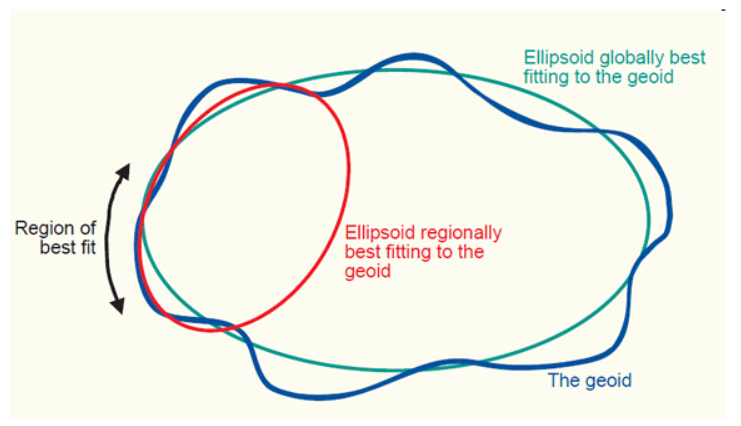 Ellipsoid globally best
fitting to the geoid
Region of
best fit
Ellipsoid regionally
best fitting to the
geoid
The geoid